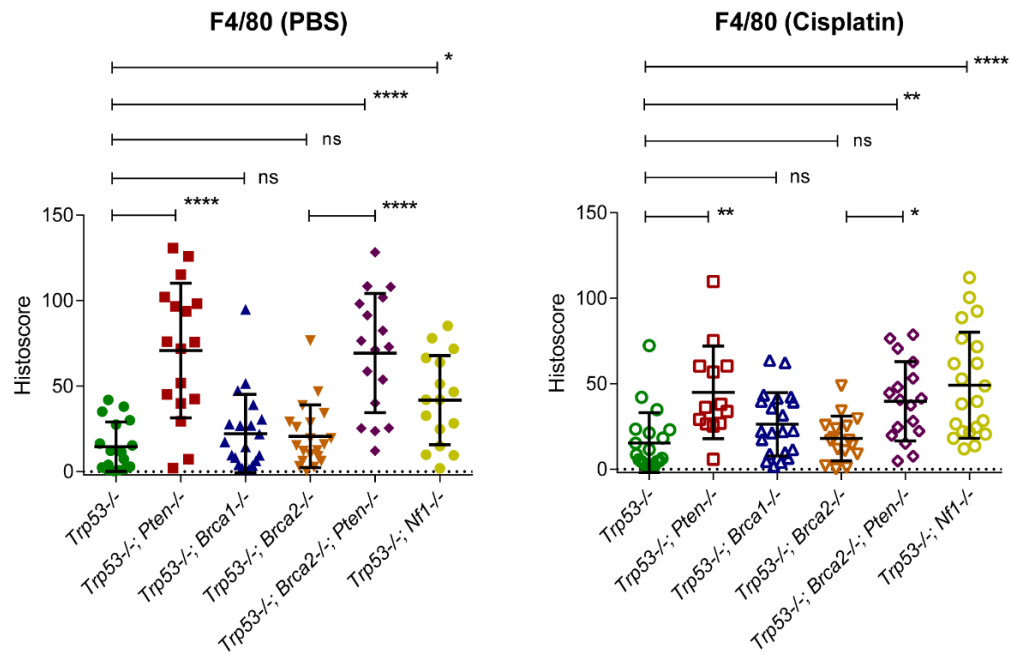 F4/80 (PBS)
*
****
ns
ns
****
****
150
100
50
0
Histoscore
Trp53-/-
Trp53-/-; Pten-/-
Trp53-/-; Brca1-/-
Trp53-/-; Brca2-/-
Trp53-/-; Brca2-/-; Pten-/-
Trp53-/-; Nf1-/-
F4/80 (Cisplatin)
****
**
ns
ns
**
*
150
100
50
0
Histoscore
Trp53-/-
Trp53-/-; Pten-/-
Trp53-/-; Brca1-/-
Trp53-/-; Brca2-/-
Trp53-/-; Brca2-/-; Pten-/-
Trp53-/-; Nf1-/-